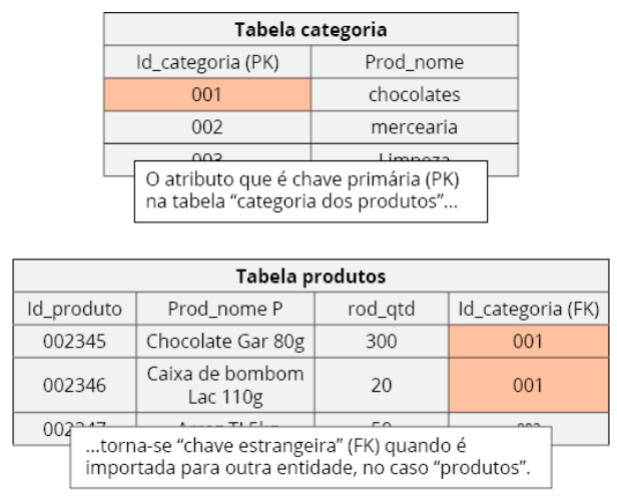 Tabela categoria
Id_categoria (PK) Prod_nome
001 chocolates
002 mercearia
003 Limpeza
O atributo que é chave primária (PK)
na tabela “categoria dos produtos”...
Tabela produtos
Id_produto Prod_nome P rod_qtd Id_categoria (FK)
002345 Chocolate Gar 80g 300 001
002346 Caixa de bombom
Lac 110g 20 001
...torna-se “chave estrangeira” (FK) quando é
importada para outra entidade, no caso “produtos”.